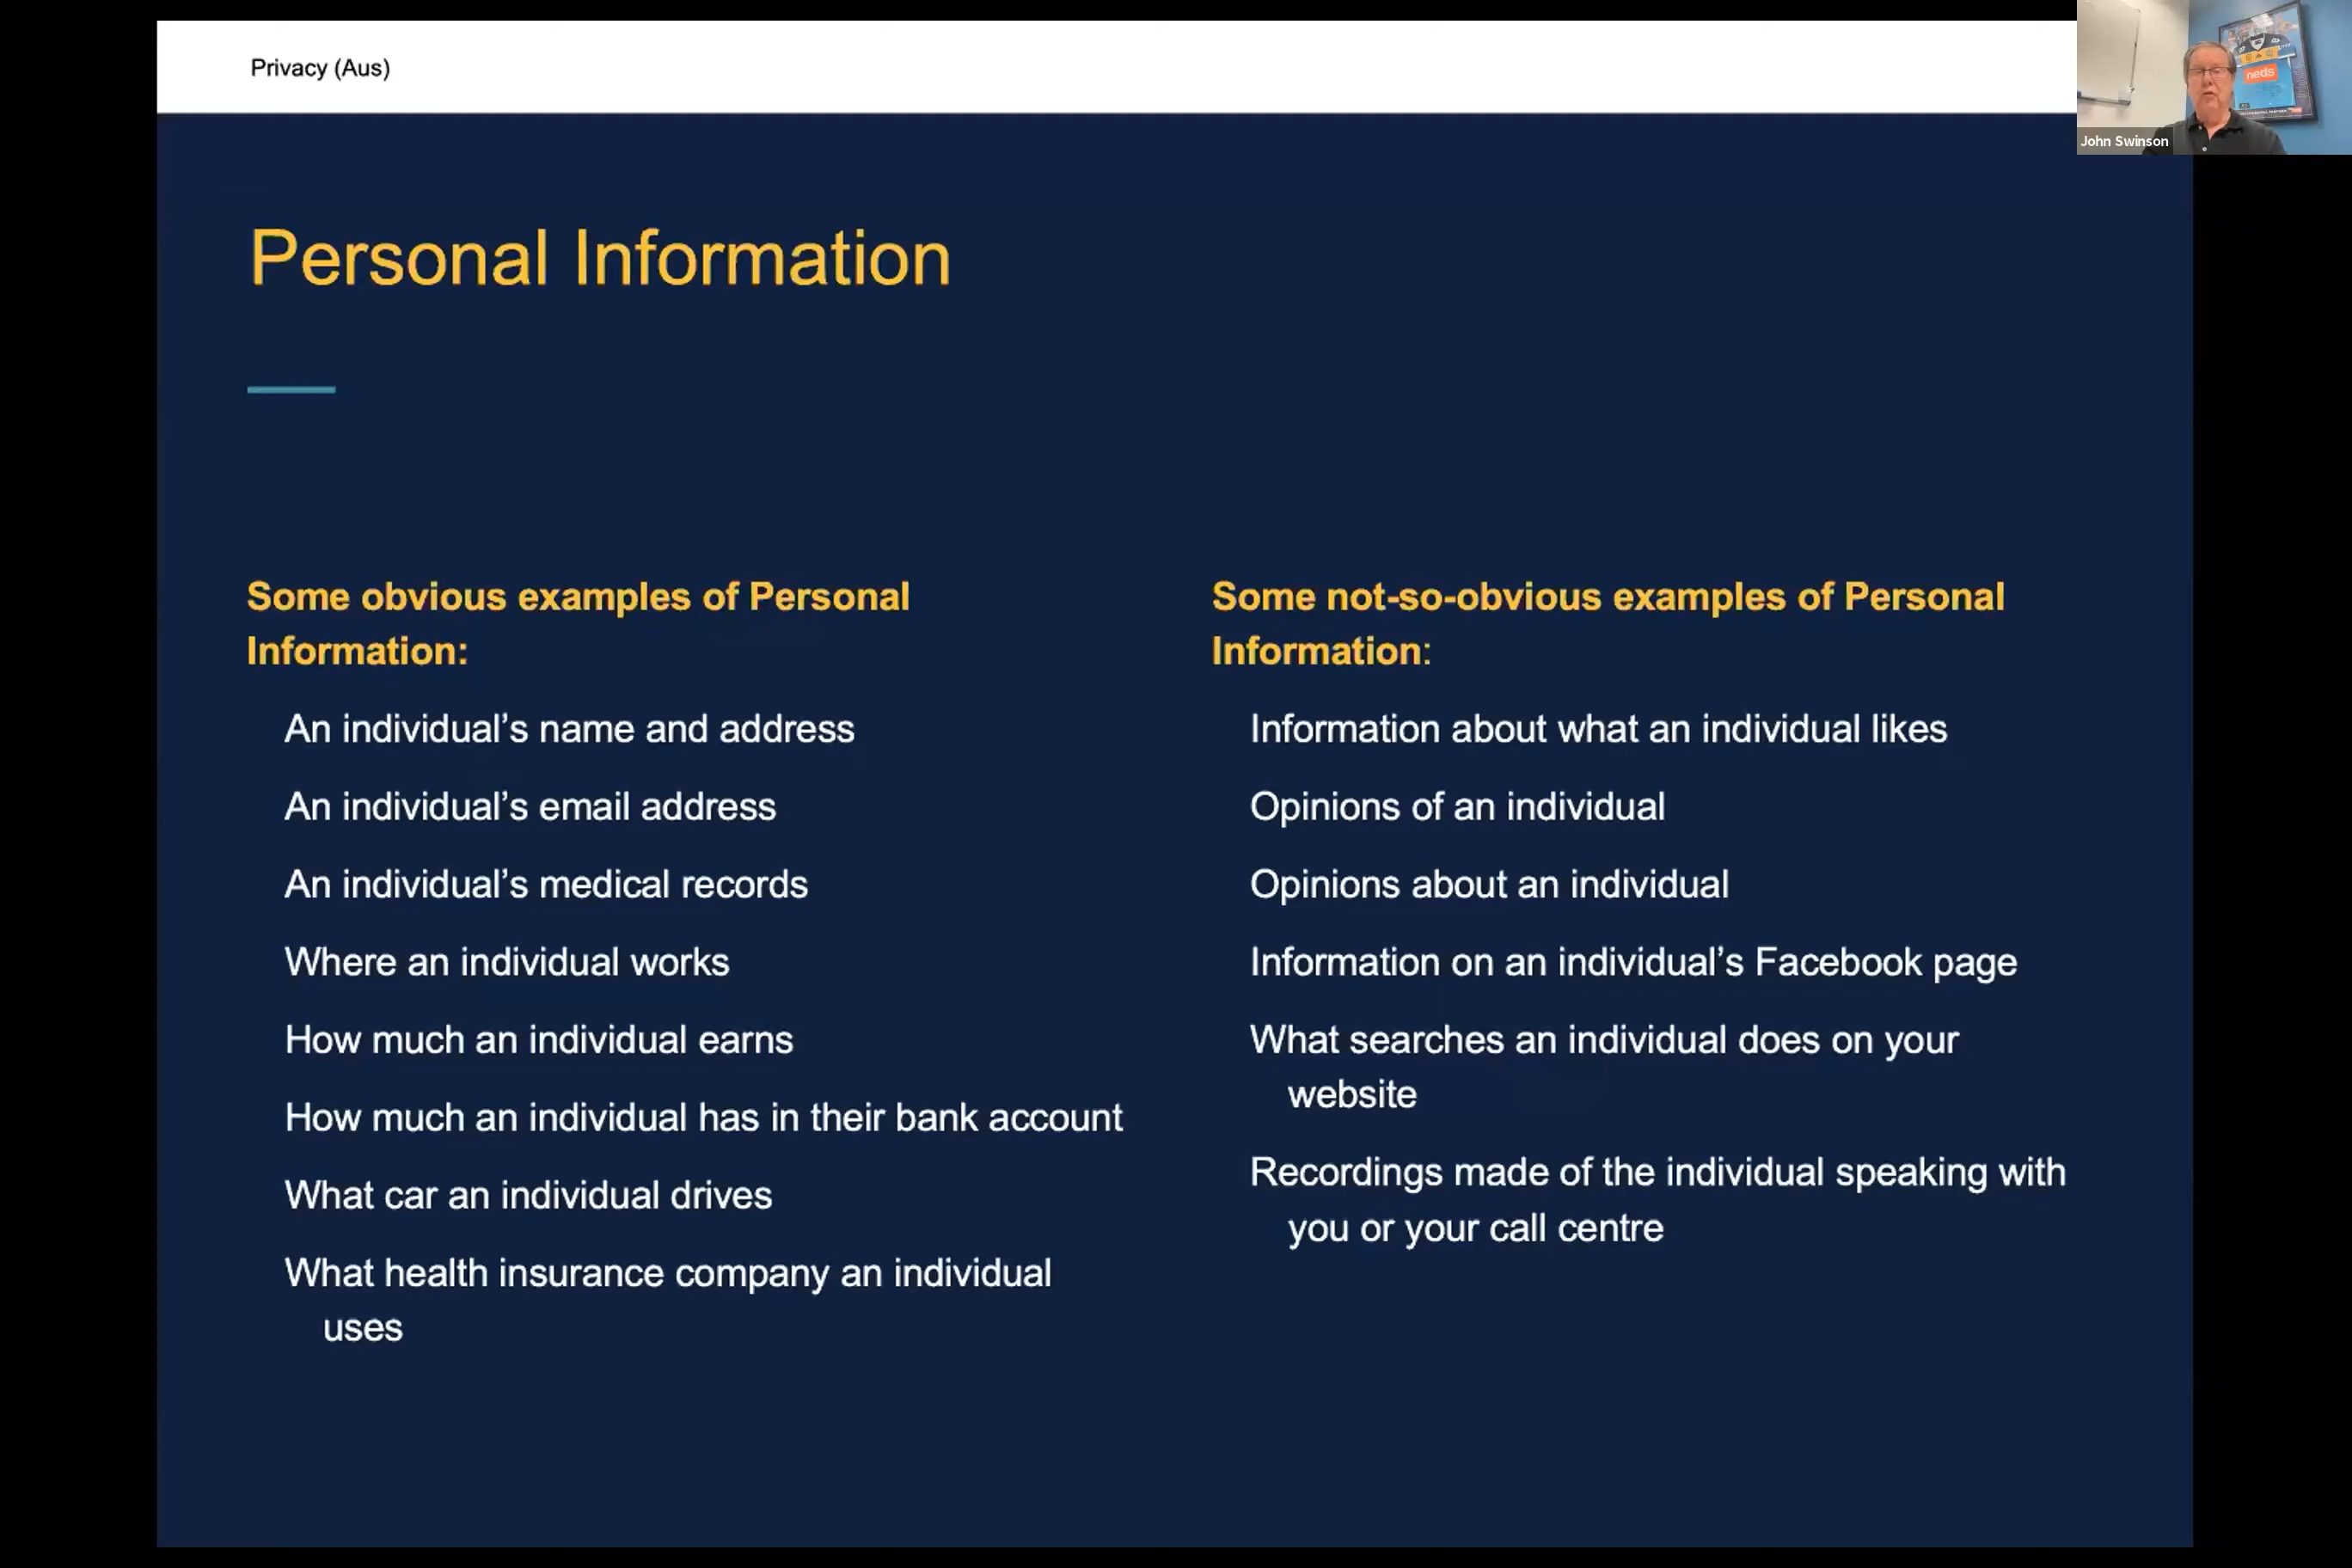 Privacy (Aus)
neds
John Swinson
Personal Information
Some obvious examples of Personal
Information:
An individual’s name and address
An individual’s email address
An individual’s medical records
Where an individual works
How much an individual earns
How much an individual has in their bank account
What car an individual drives
What health insurance company an individual
uses
Some not-so-obvious examples of Personal
Information:
Information about what an individual likes
Opinions of an individual
Opinions about an individual
Information on an individual’s Facebook page
What searches an individual does on your
website
Recordings made of the individual speaking with
you or your call centre